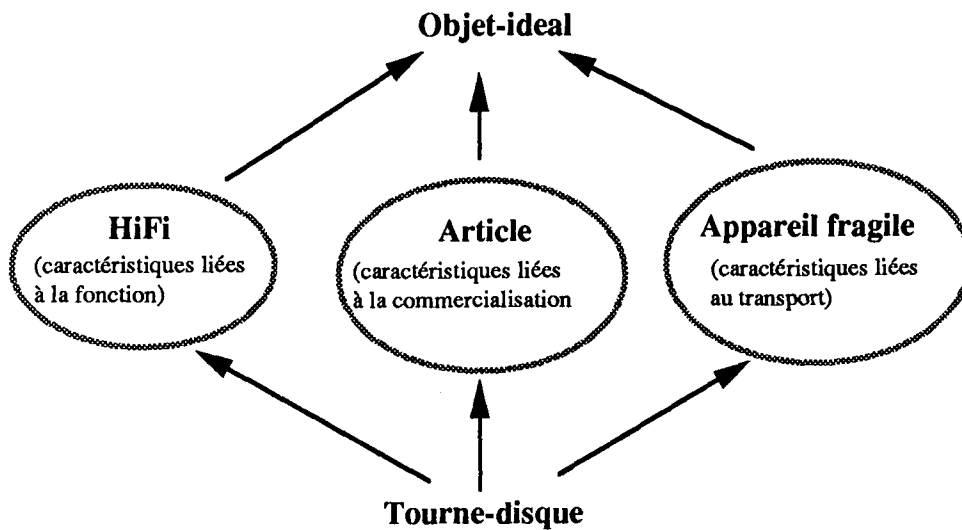 Objet-ideal
HiFi
(caractéristiques liées
à la fonction)
Article
(caractéristiques liées
à la commercialisation
Appareil fragile
(caractéristiques liées
au transport)
Tourne-disque